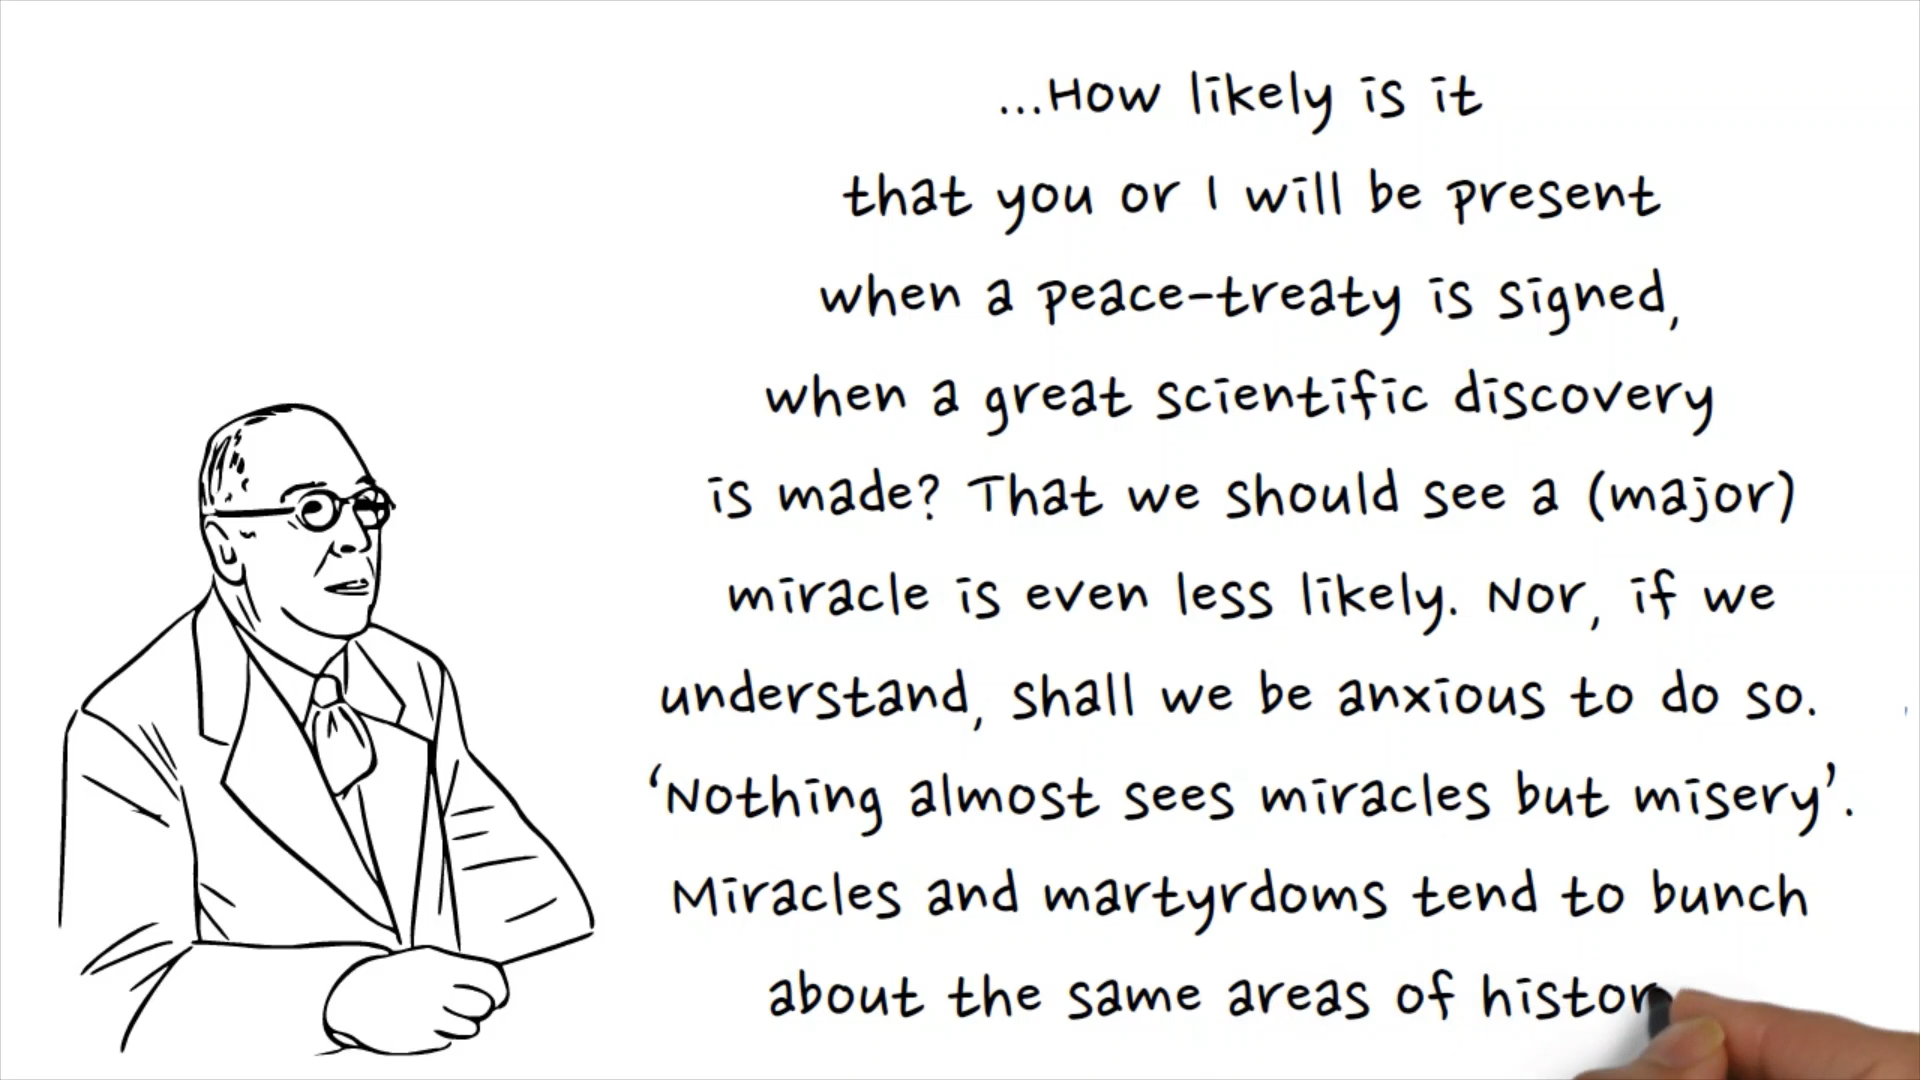 ...How likely is it
that you or I will be present
when a peace-treaty is signed,
when a great scientific discovery
is made? That we should see a (major)
miracle is even less likely. Nor, if we
understand, shall we be anxious to do so.
‘Nothing almost sees miracles but misery’.
Miracles and martyrdoms tend to bunch
about the same areas of histor